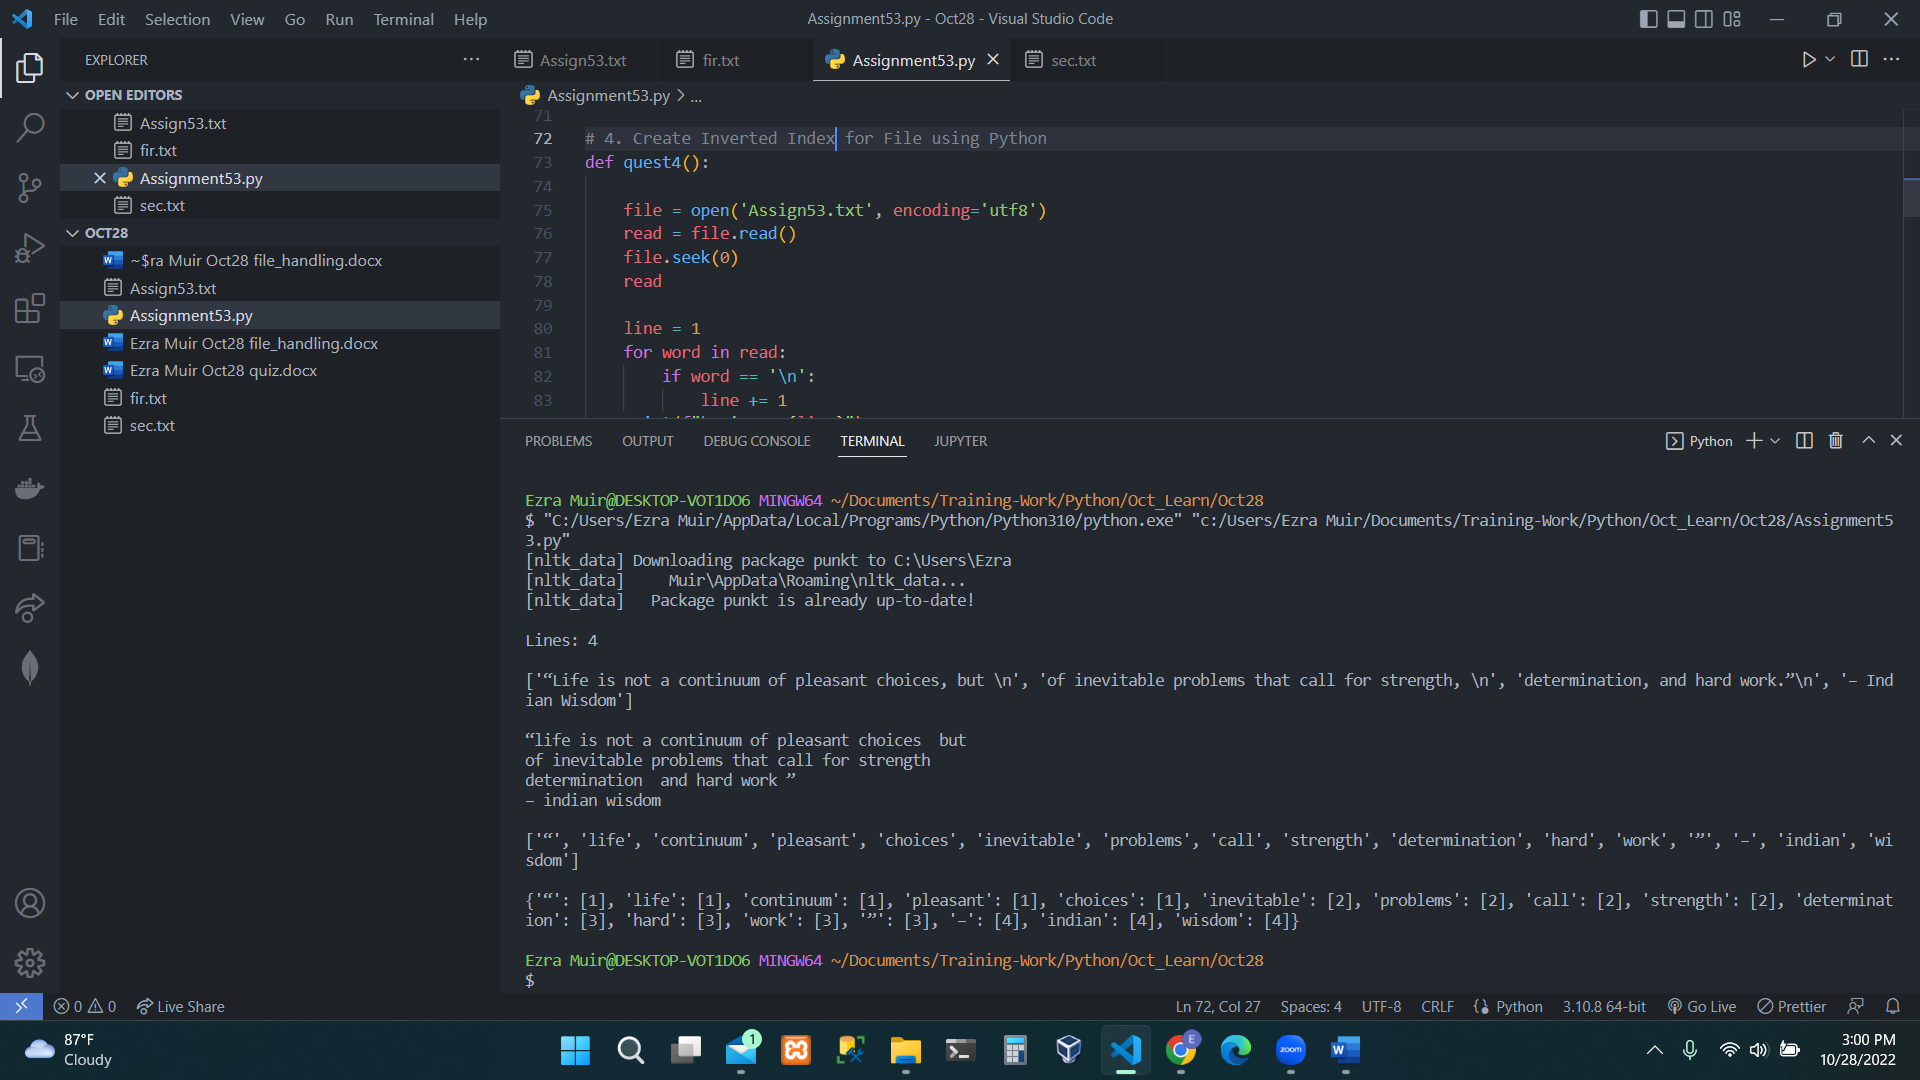 File Edit Selection View Go Run Terminal Help
Assignment53.py - Oct28 - Visual Studio Code
EXPLORER
OPEN EDITORS
Assign53.txt
fir.txt
Assignment53.py
sec.txt
OCT28
~$ra Muir Oct28 file_handling.docx
Assign53.txt
Assignment53.py
Ezra Muir Oct28 file_handling.docx
Ezra Muir Oct28 quiz.docx
fir.txt
sec.txt
Assign53.txt fir.txt Assignment53.py sec.txt
Assignment53.py > ...
71
72 # 4. Create Inverted Index for File using Python
73 def quest4():
74
75 file = open('Assign53.txt', encoding='utf8')
76 read = file.read()
77 file.seek(0)
78 read
79
80 line = 1
81 for word in read:
82 if word == '\n':
83 line += 1
PROBLEMS OUTPUT DEBUG CONSOLE TERMINAL JUPYTER
Python
Ezra Muir@DESKTOP-VOT1DO6 MINGW64 ~/Documents/Training-Work/Python/Oct_Learn/Oct28
$ "C:/Users/Ezra Muir/AppData/Local/Programs/Python/Python310/python.exe" "c:/Users/Ezra Muir/Documents/Training-Work/Python/Oct_Learn/Oct28/Assignment5
3.py"
[nltk_data] Downloading package punkt to C:\Users\Ezra
[nltk_data] Muir\AppData\Roaming\nltk_data...
[nltk_data] Package punkt is already up-to-date!
Lines: 4
['“Life is not a continuum of pleasant choices, but \n', 'of inevitable problems that call for strength, \n', 'determination, and hard work.”\n', '– Ind
ian Wisdom']
“life is not a continuum of pleasant choices  but
of inevitable problems that call for strength
determination  and hard work ”
– indian wisdom
['“', 'life', 'continuum', 'pleasant', 'choices', 'inevitable', 'problems', 'call', 'strength', 'determination', 'hard', 'work', '”', '–', 'indian', 'wi
sdom']
{'“': [1], 'life': [1], 'continuum': [1], 'pleasant': [1], 'choices': [1], 'inevitable': [2], 'problems': [2], 'call': [2], 'strength': [2], 'determinat
ion': [3], 'hard': [3], 'work': [3], '”': [3], '–': [4], 'indian': [4], 'wisdom': [4]}
Ezra Muir@DESKTOP-VOT1DO6 MINGW64 ~/Documents/Training-Work/Python/Oct_Learn/Oct28
$
0 0 Live Share
Ln 72, Col 27 Spaces: 4 UTF-8 CRLF Python 3.10.8 64-bit Go Live Prettier
87°F
Cloudy
1
E
zoom
3:00 PM
10/28/2022